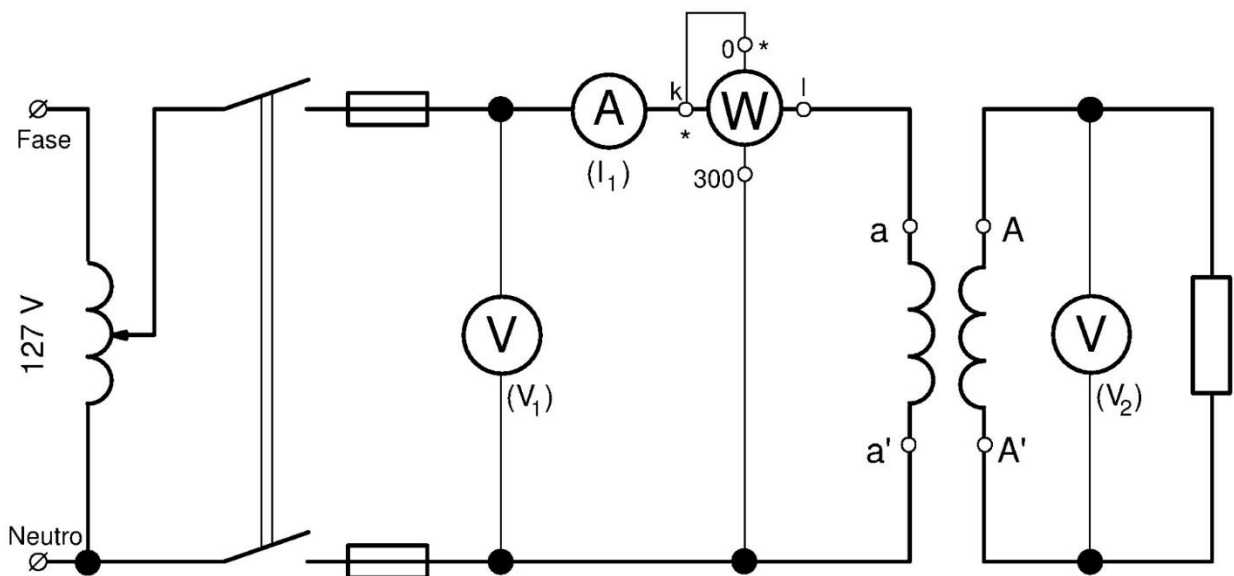 0 *
k
l
Fase
A
W
*
(I₁)
300
a
A
127 V
V
V
(V₁)
(V₂)
a'
A'
Neutro